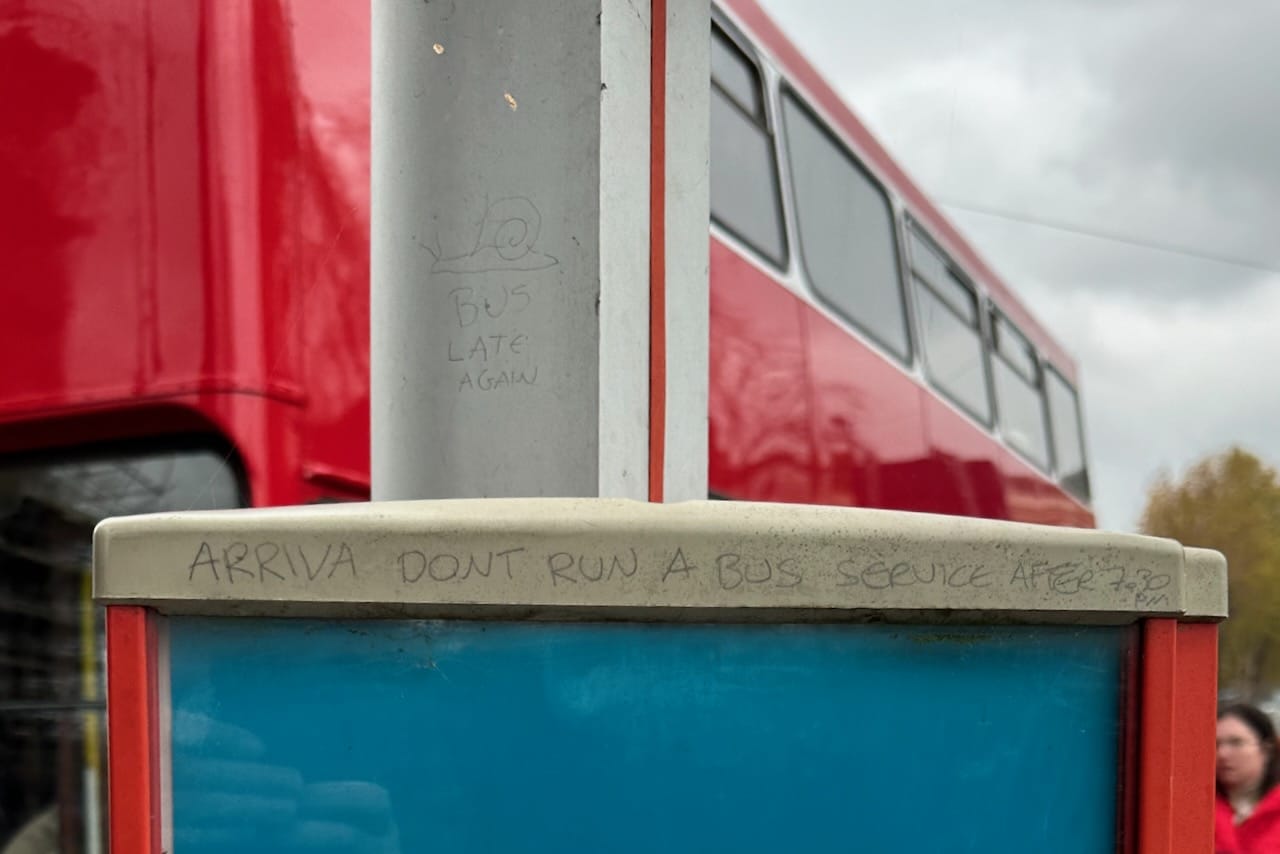 BUS
LATE
AGAIN
ARRIVA DONT RUN A BUS SERVICE AFTER 7.30
PM